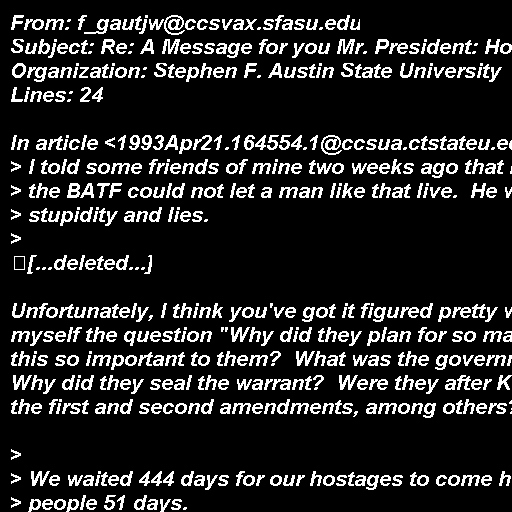 From: f_gautjw@ccsvax.sfasu.edu
Subject: Re: A Message for you Mr. President: Ho
Organization: Stephen F. Austin State University
Lines: 24

In article <1993Apr21.164554.1@ccsua.ctstateu.e
> I told some friends of mine two weeks ago that
> the BATF could not let a man like that live.  He
> stupidity and lies.
>
[...deleted...]

Unfortunately, I think you've got it figured pretty
myself the question "Why did they plan for so ma
this so important to them?  What was the governm
Why did they seal the warrant?  Were they after K
the first and second amendments, among others?

>
> We waited 444 days for our hostages to come h
> people 51 days.